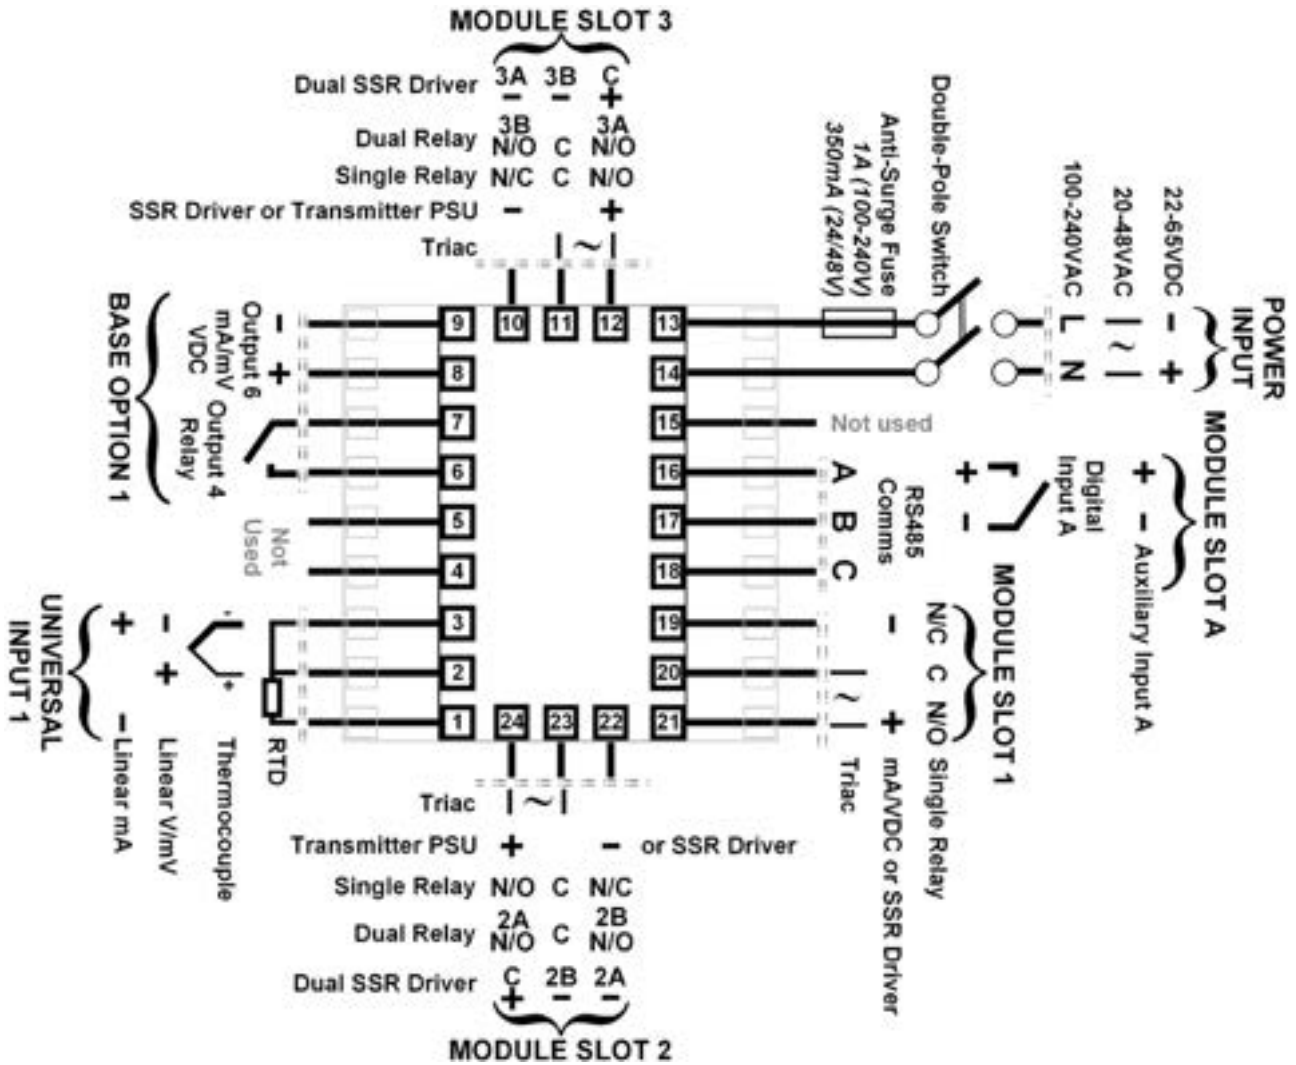 MODULE SLOT 3
Dual SSR Driver 3A 3B C
− − +
Dual Relay 3B 3A
N/O C N/O
Single Relay N/C C N/O
SSR Driver or Transmitter PSU − +
Triac ~
10 11 12
BASE OPTION 1
Output 6
mA/mV
VDC
− +
Output 4
Relay
Not
Used
UNIVERSAL
INPUT 1
+ − Linear mA
− + Linear V/mV
- + Thermocouple
RTD
9
8
7
6
5
4
3
2
1
13
14
15
16
17
18
19
20
21
24 23 22
POWER
INPUT
22-65VDC − +
20-48VAC ~
100-240VAC L N
Double-Pole Switch
Anti-Surge Fuse
1A (100-240V)
350mA (24/48V)
Not used
MODULE SLOT A
+ − Auxiliary Input A
Digital
Input A
+ −
RS485
Comms
A B C
MODULE SLOT 1
N/C C N/O Single Relay
− + mA/VDC or SSR Driver
~ Triac
Triac ~
Transmitter PSU + − or SSR Driver
Single Relay N/O C N/C
Dual Relay 2A 2B
N/O C N/O
Dual SSR Driver C 2B 2A
+ − −
MODULE SLOT 2